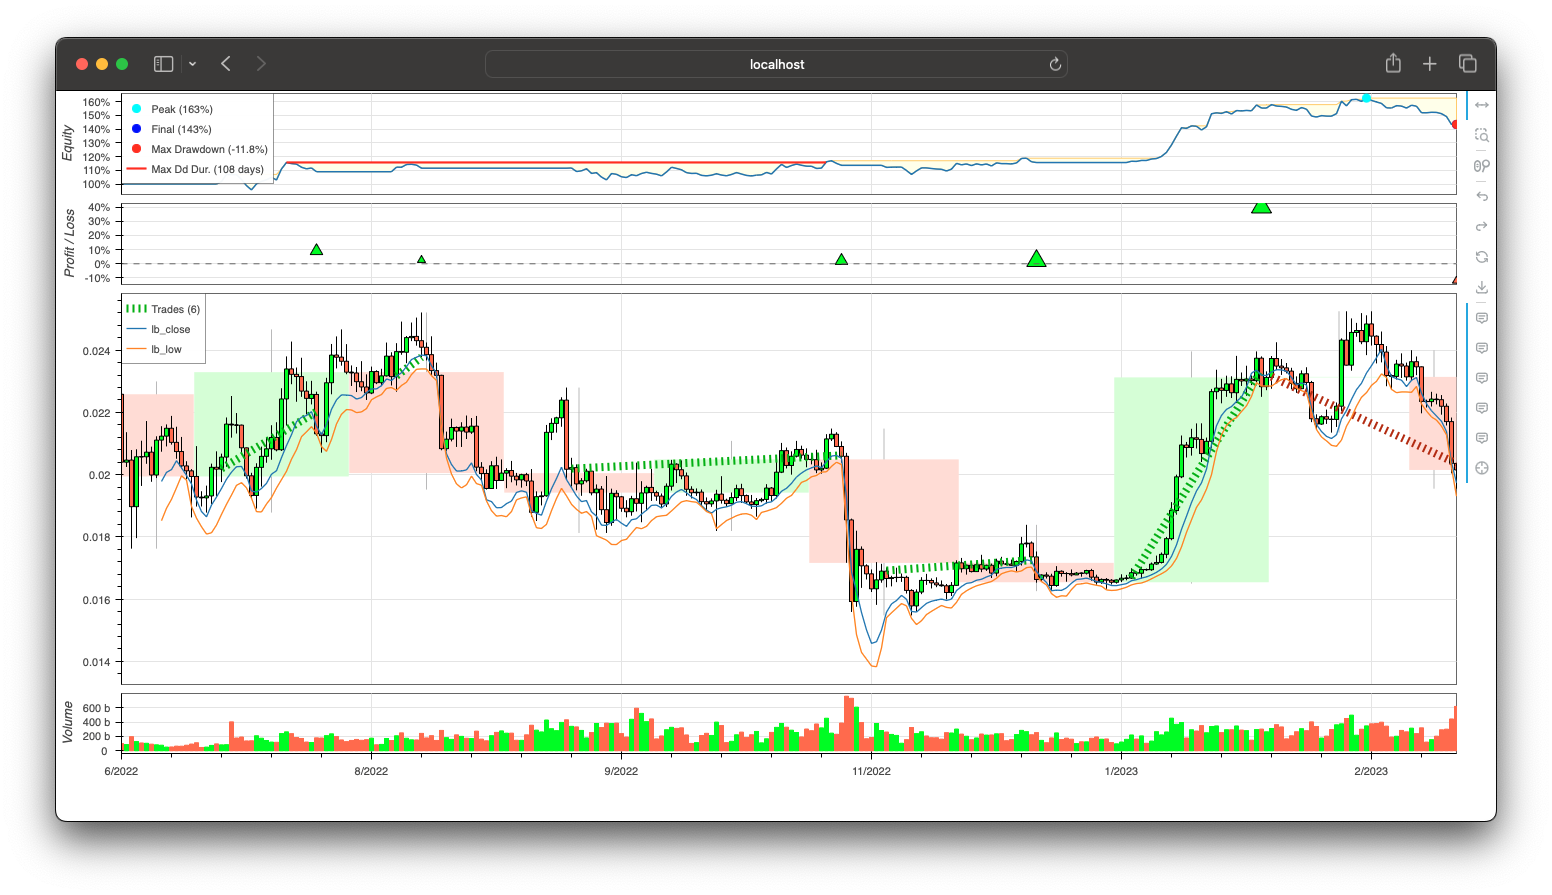 localhost
Equity
160%
150%
140%
130%
120%
110%
100%
Peak (163%)
Final (143%)
Max Drawdown (-11.8%)
Max Dd Dur. (108 days)
Profit / Loss
40%
30%
20%
10%
0%
-10%
Trades (6)
lb_close
lb_low
0.024
0.022
0.02
0.018
0.016
0.014
Volume
600 b
400 b
200 b
0
6/2022
8/2022
9/2022
11/2022
1/2023
2/2023